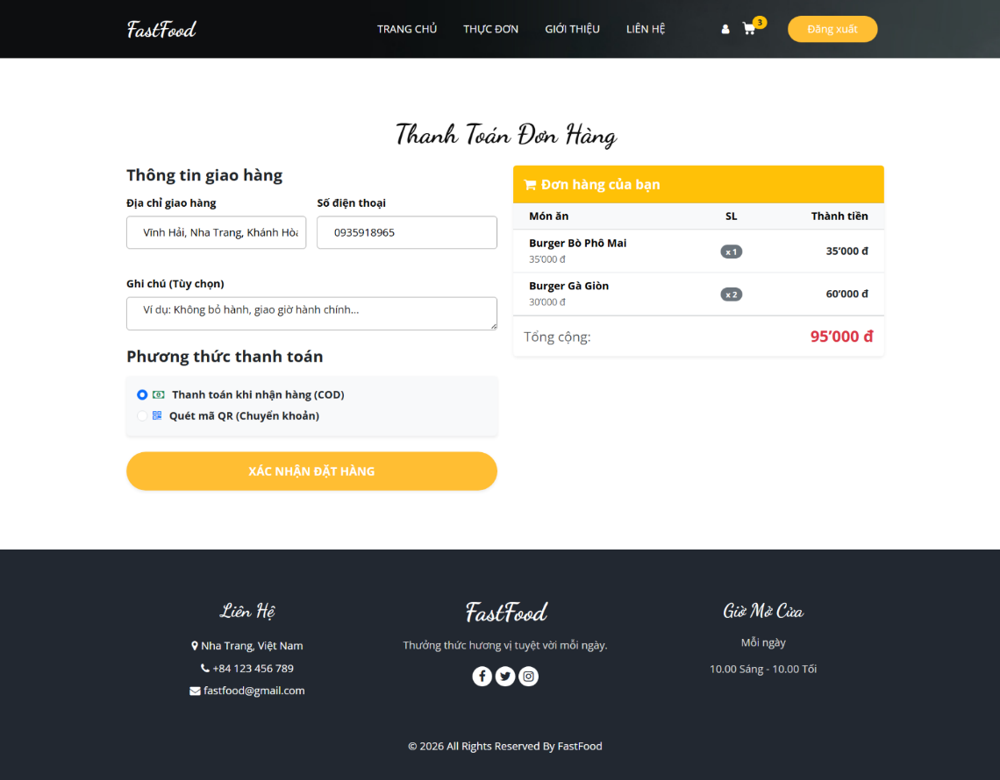 FastFood
TRANG CHỦ THỰC ĐƠN GIỚI THIỆU LIÊN HỆ 3 Đăng xuất
Thanh Toán Đơn Hàng
Thông tin giao hàng
Địa chỉ giao hàng Số điện thoại
Vĩnh Hải, Nha Trang, Khánh Hòa 0935918965
Ghi chú (Tùy chọn)
Ví dụ: Không bỏ hành, giao giờ hành chính...
Phương thức thanh toán
Thanh toán khi nhận hàng (COD)
Quét mã QR (Chuyển khoản)
XÁC NHẬN ĐẶT HÀNG
Đơn hàng của bạn
Món ăn SL Thành tiền
Burger Bò Phô Mai
35’000 đ
x 1 35’000 đ
Burger Gà Giòn
30’000 đ
x 2 60’000 đ
Tổng cộng: 95’000 đ
Liên Hệ
Nha Trang, Việt Nam
+84 123 456 789
fastfood@gmail.com
FastFood
Thưởng thức hương vị tuyệt vời mỗi ngày.
Giờ Mở Cửa
Mỗi ngày
10.00 Sáng - 10.00 Tối
© 2026 All Rights Reserved By FastFood